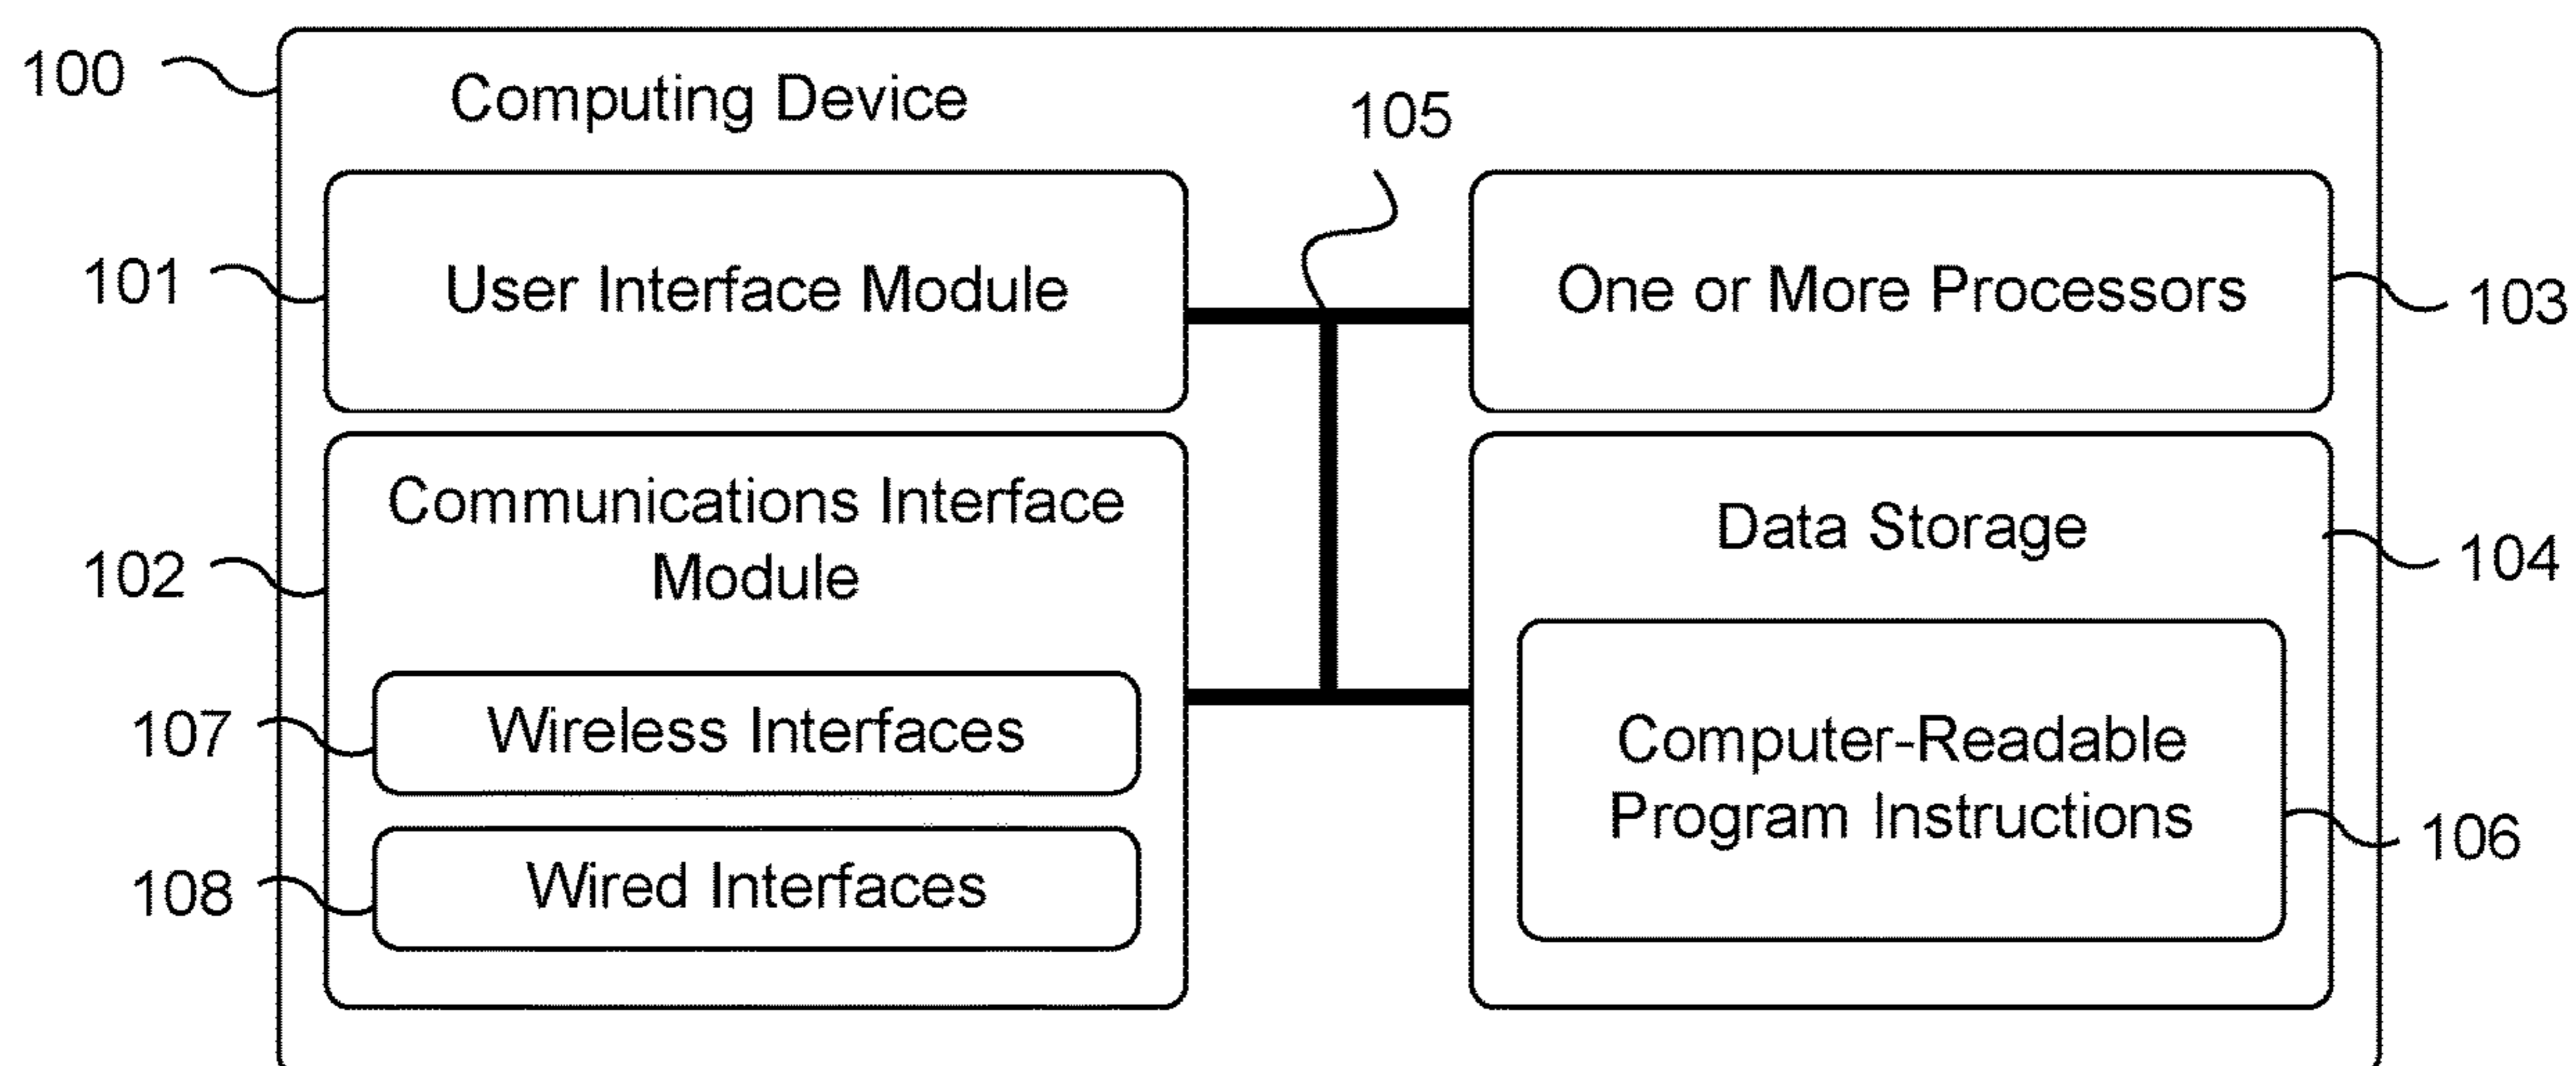 100
Computing Device
105
101
User Interface Module
One or More Processors
103
Communications Interface
Module
102
Data Storage
104
107
Wireless Interfaces
Computer-Readable
Program Instructions
106
108
Wired Interfaces